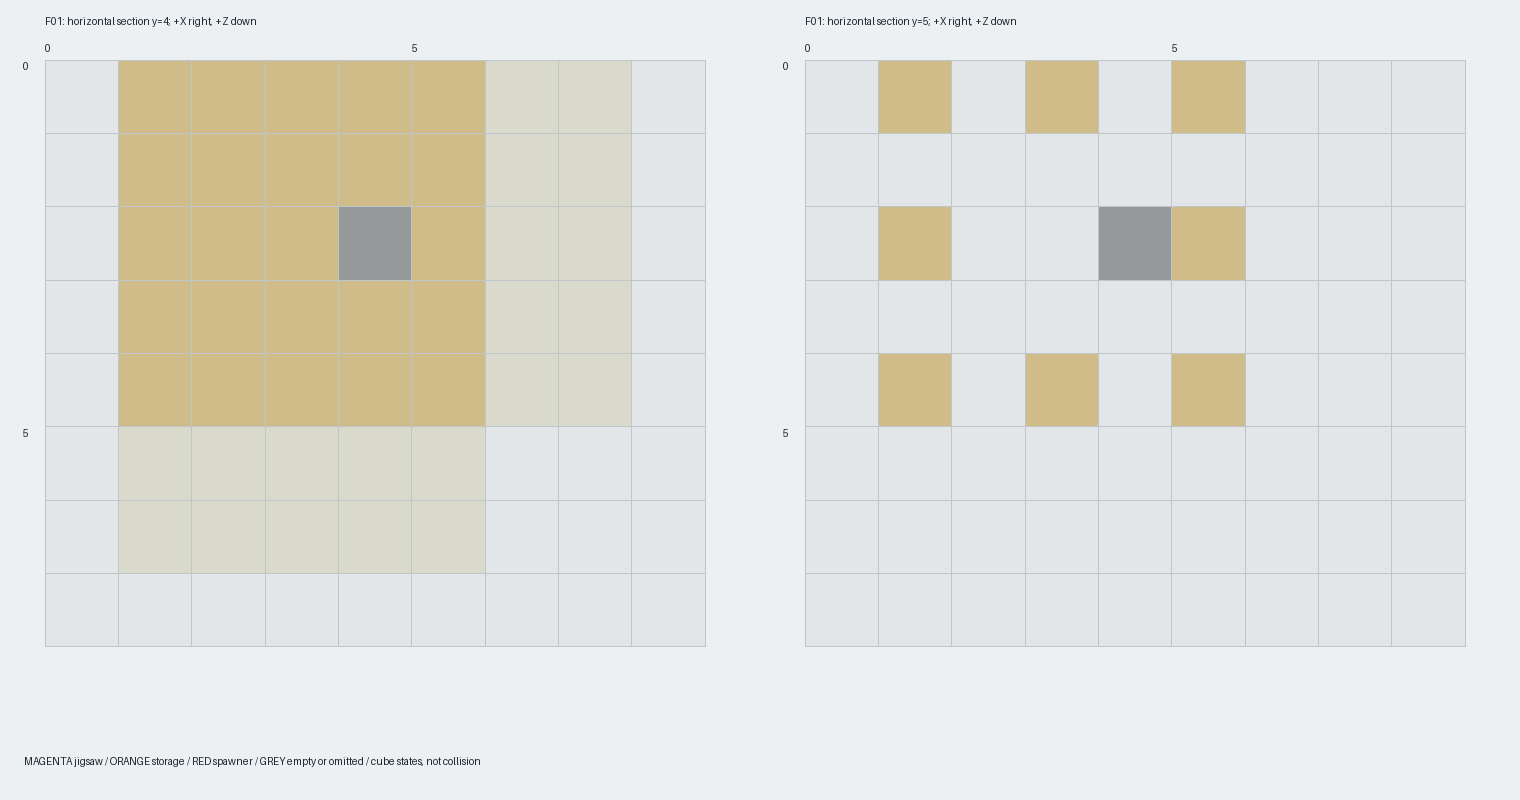 F01: horizontal section y=4; +X right, +Z down
0 5
0
5
F01: horizontal section y=5; +X right, +Z down
0 5
0
5
MAGENTA jigsaw / ORANGE storage / RED spawner / GREY empty or omitted / cube states, not collision